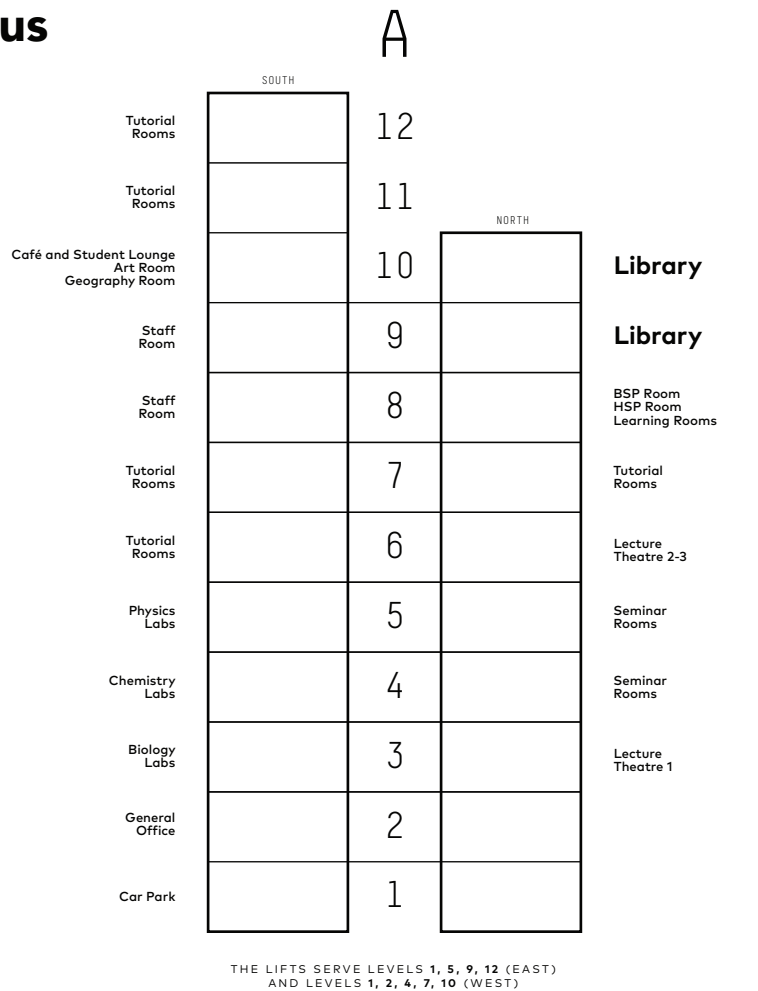 us
A
SOUTH
Tutorial
Rooms
12
Tutorial
Rooms
11
NORTH
Café and Student Lounge
Art Room
Geography Room
10
Library
Staff
Room
9
Library
Staff
Room
8
BSP Room
HSP Room
Learning Rooms
Tutorial
Rooms
7
Tutorial
Rooms
Tutorial
Rooms
6
Lecture
Theatre 2-3
Physics
Labs
5
Seminar
Rooms
Chemistry
Labs
4
Seminar
Rooms
Biology
Labs
3
Lecture
Theatre 1
General
Office
2
Car Park
1
THE LIFTS SERVE LEVELS 1, 5, 9, 12 (EAST)
AND LEVELS 1, 2, 4, 7, 10 (WEST)